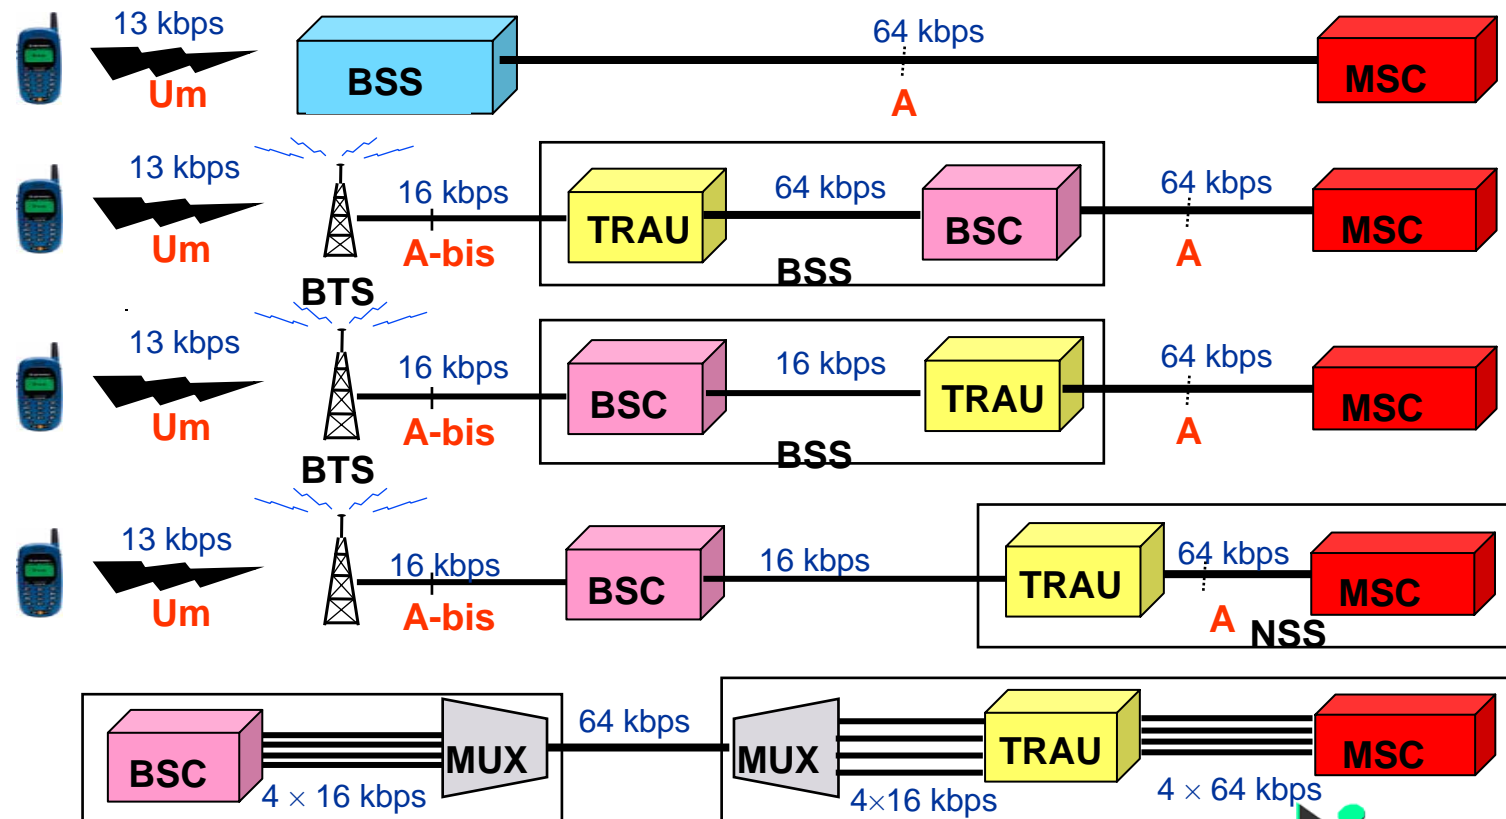 13 kbps
Um
BSS
64 kbps
A
MSC
13 kbps
Um
BTS
16 kbps
A-bis
TRAU
64 kbps
BSC
BSS
64 kbps
A
MSC
13 kbps
Um
BTS
16 kbps
A-bis
BSC
16 kbps
TRAU
BSS
64 kbps
A
MSC
13 kbps
Um
16 kbps
A-bis
BSC
16 kbps
TRAU
64 kbps
A
MSC
NSS
BSC
4 × 16 kbps
MUX
64 kbps
MUX
4×16 kbps
TRAU
4 × 64 kbps
MSC